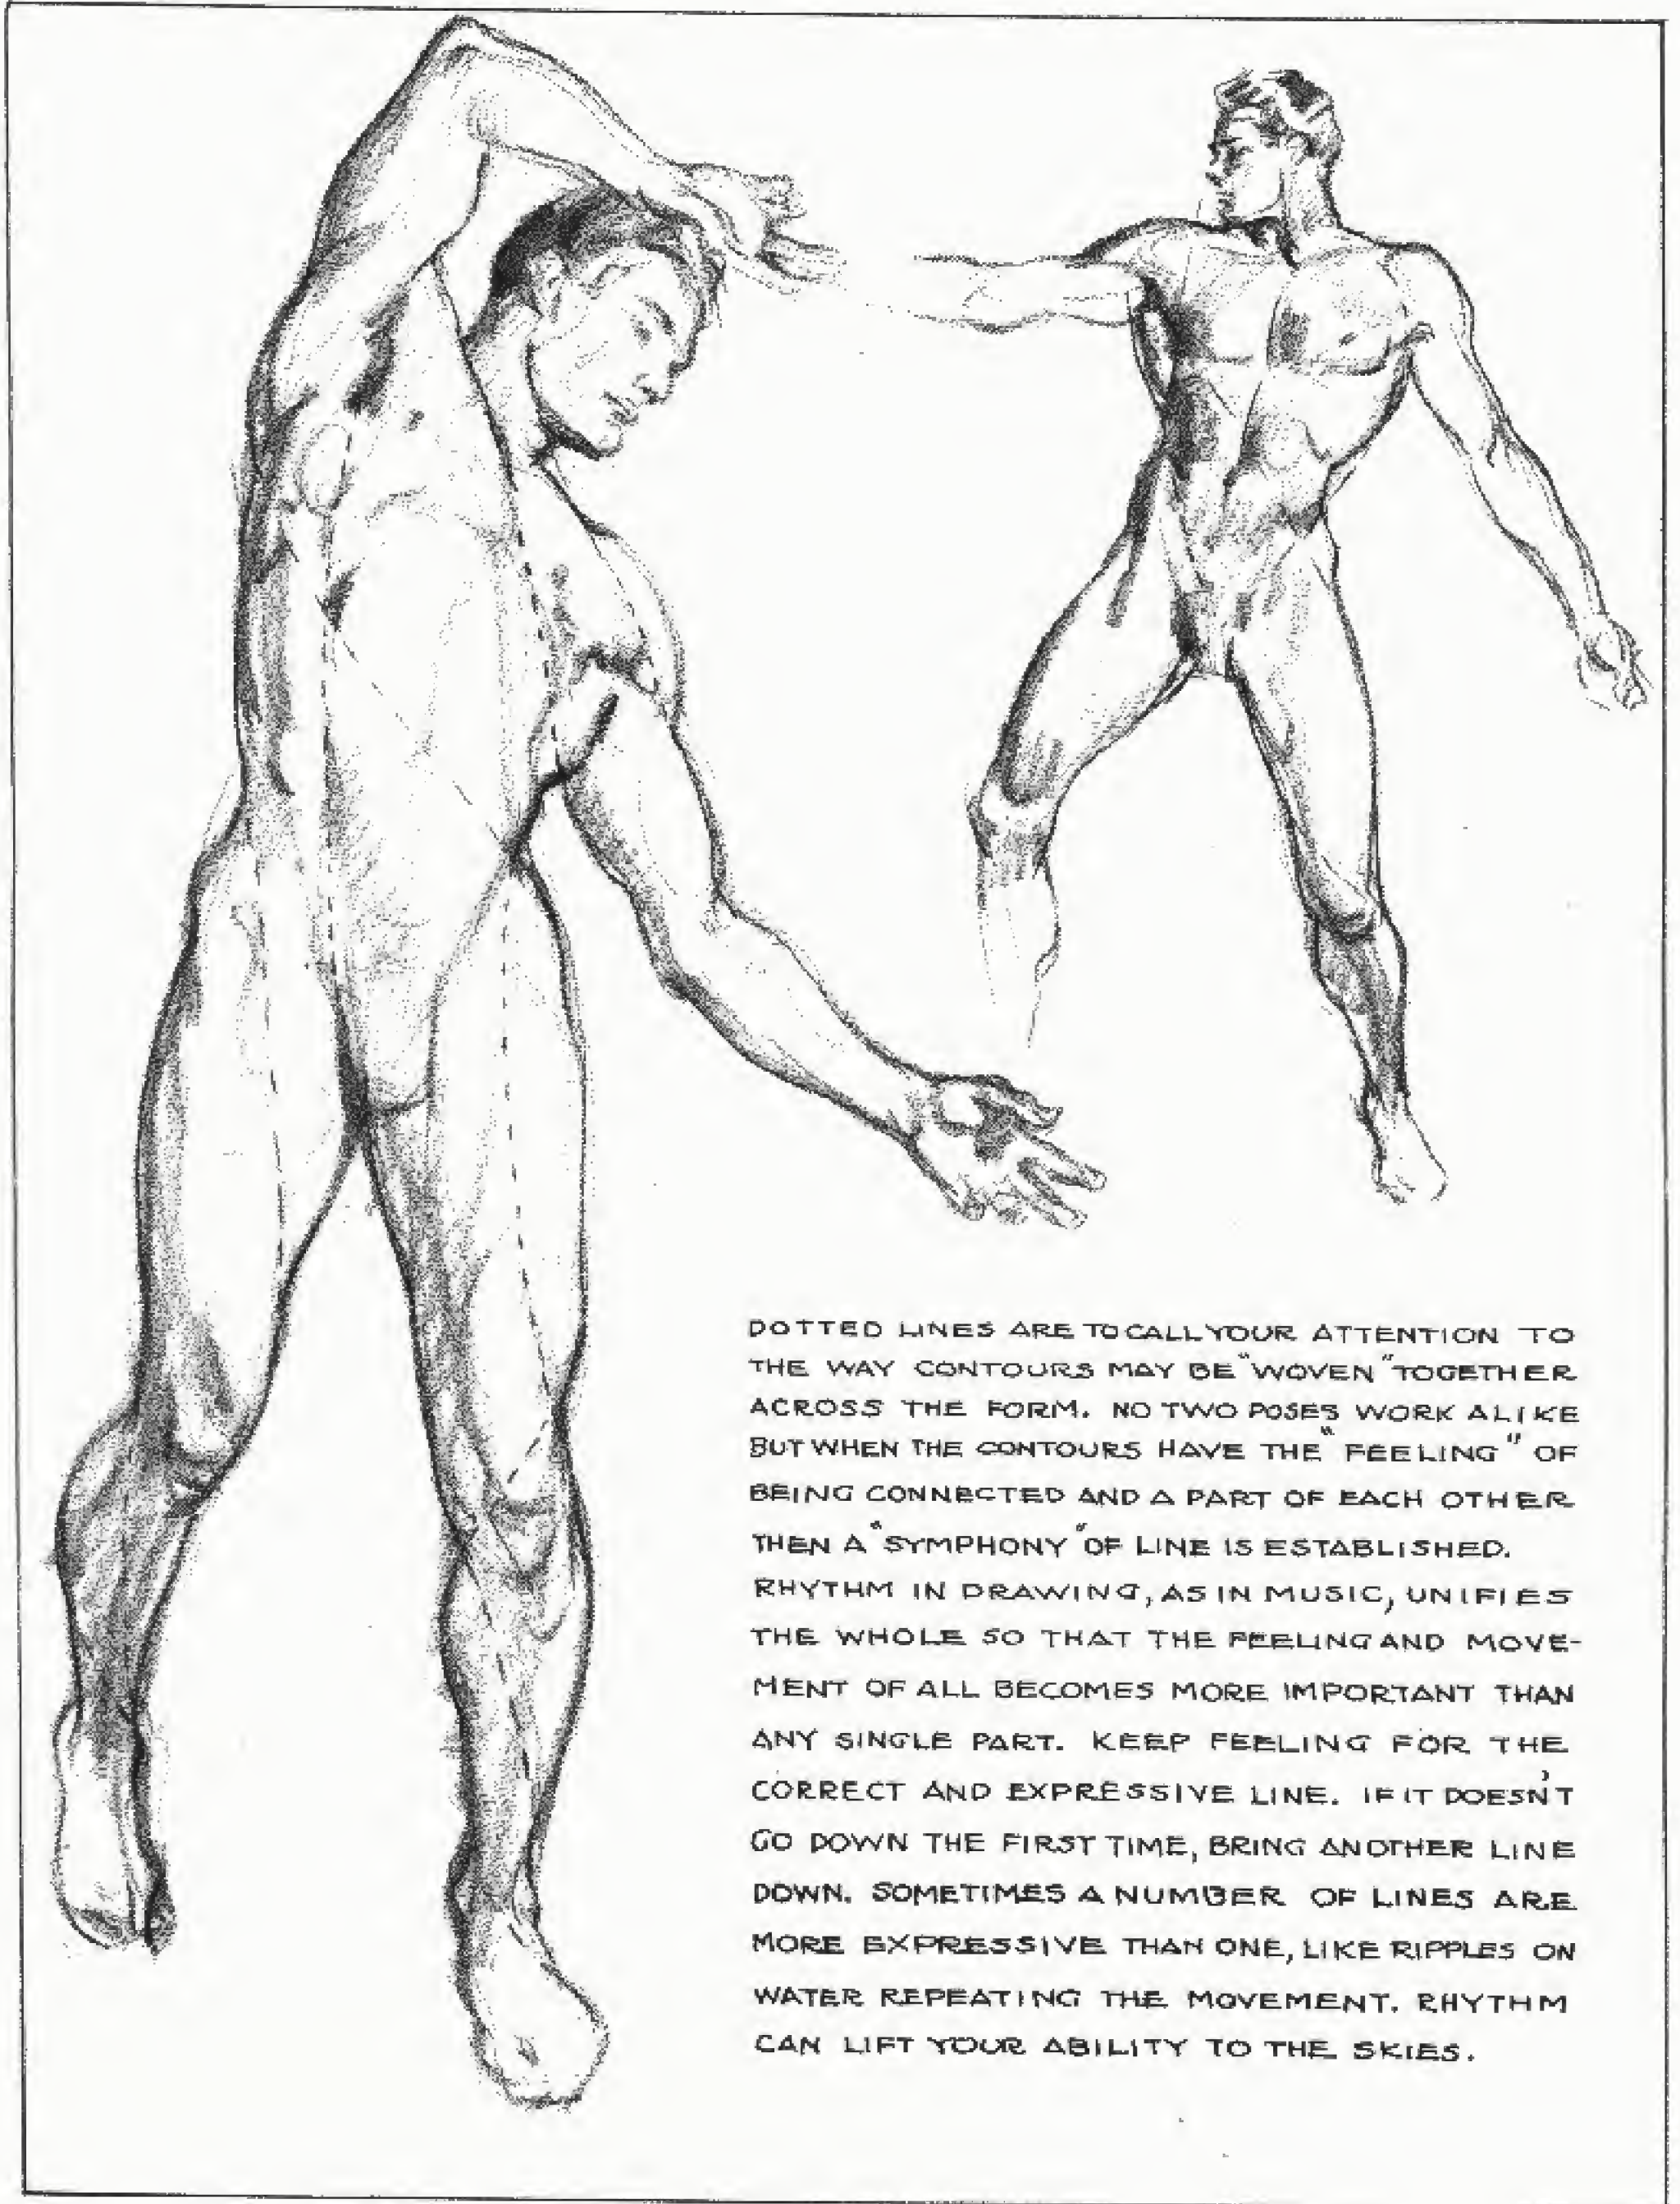 DOTTED LINES ARE TO CALL YOUR ATTENTION TO
THE WAY CONTOURS MAY BE "WOVEN" TOGETHER
ACROSS THE FORM. NO TWO POSES WORK ALIKE
BUT WHEN THE CONTOURS HAVE THE "FEELING" OF
BEING CONNECTED AND A PART OF EACH OTHER
THEN A "SYMPHONY" OF LINE IS ESTABLISHED.
RHYTHM IN DRAWING, AS IN MUSIC, UNIFIES
THE WHOLE SO THAT THE FEELING AND MOVE-
MENT OF ALL BECOMES MORE IMPORTANT THAN
ANY SINGLE PART. KEEP FEELING FOR THE
CORRECT AND EXPRESSIVE LINE. IF IT DOESN'T
GO DOWN THE FIRST TIME, BRING ANOTHER LINE
DOWN. SOMETIMES A NUMBER OF LINES ARE
MORE EXPRESSIVE THAN ONE, LIKE RIPPLES ON
WATER REPEATING THE MOVEMENT. RHYTHM
CAN LIFT YOUR ABILITY TO THE SKIES.